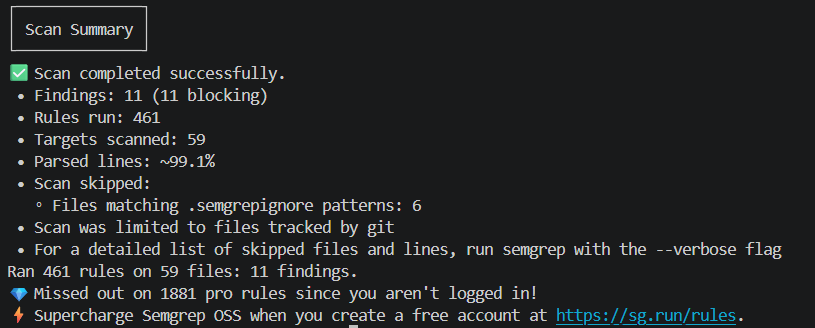 Scan Summary
✅ Scan completed successfully.
• Findings: 11 (11 blocking)
• Rules run: 461
• Targets scanned: 59
• Parsed lines: ~99.1%
• Scan skipped:
◦ Files matching .semgrepignore patterns: 6
• Scan was limited to files tracked by git
• For a detailed list of skipped files and lines, run semgrep with the --verbose flag
Ran 461 rules on 59 files: 11 findings.
💎 Missed out on 1881 pro rules since you aren't logged in!
⚡ Supercharge Semgrep OSS when you create a free account at https://sg.run/rules.